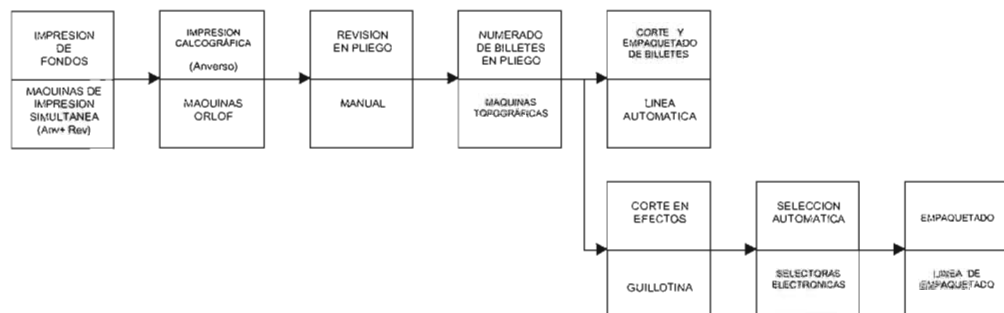 IMPRESION
DE
FONDOS
MAQUINAS DE
IMPRESION
SIMULTANEA
(Anv+ Rev)
IMPRESION
CALCOGRÁFICA
(Anverso)
MAQUINAS
ORLOF
REVISION
EN PLIEGO
MANUAL
NUMERADO
DE BILLETES
EN PLIEGO
MAQUINAS
TOPOGRÁFICAS
CORTE Y
EMPAQUETADO
DE BILLETES
LINEA
AUTOMATICA
CORTE EN
EFECTOS
GUILLOTINA
SELECCION
AUTOMATICA
SELECTORAS
ELECTRONICAS
EMPAQUETADO
LINEA DE
EMPAQUETADO